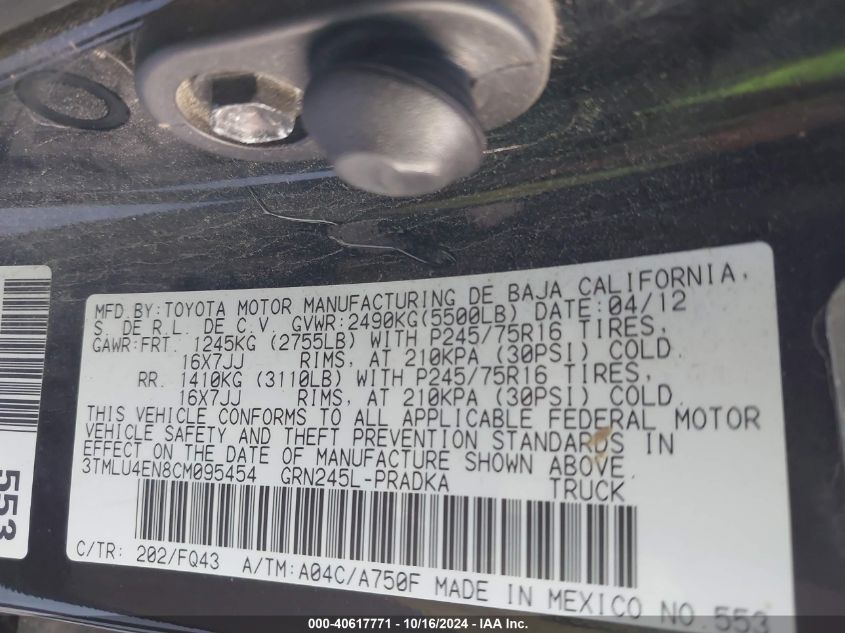 MFD.BY:TOYOTA MOTOR MANUFACTURING DE BAJA CALIFORNIA,
S. DE R.L. DE C.V. GVWR:2490KG(5500LB) DATE:04/12
GAWR:FRT. 1245KG (2755LB) WITH P245/75R16 TIRES,
16X7JJ RIMS, AT 210KPA (30PSI) COLD.
RR. 1410KG (3110LB) WITH P245/75R16 TIRES,
16X7JJ RIMS, AT 210KPA (30PSI) COLD.
THIS VEHICLE CONFORMS TO ALL APPLICABLE FEDERAL MOTOR
VEHICLE SAFETY AND THEFT PREVENTION STANDARDS IN
EFFECT ON THE DATE OF MANUFACTURE SHOWN ABOVE.
3TMLU4EN8CM095454 GRN245L-PRADKA TRUCK
C/TR: 202/FQ43 A/TM:A04C/A750F MADE IN MEXICO NO.553
553
000-40617771 - 10/16/2024 - IAA Inc.